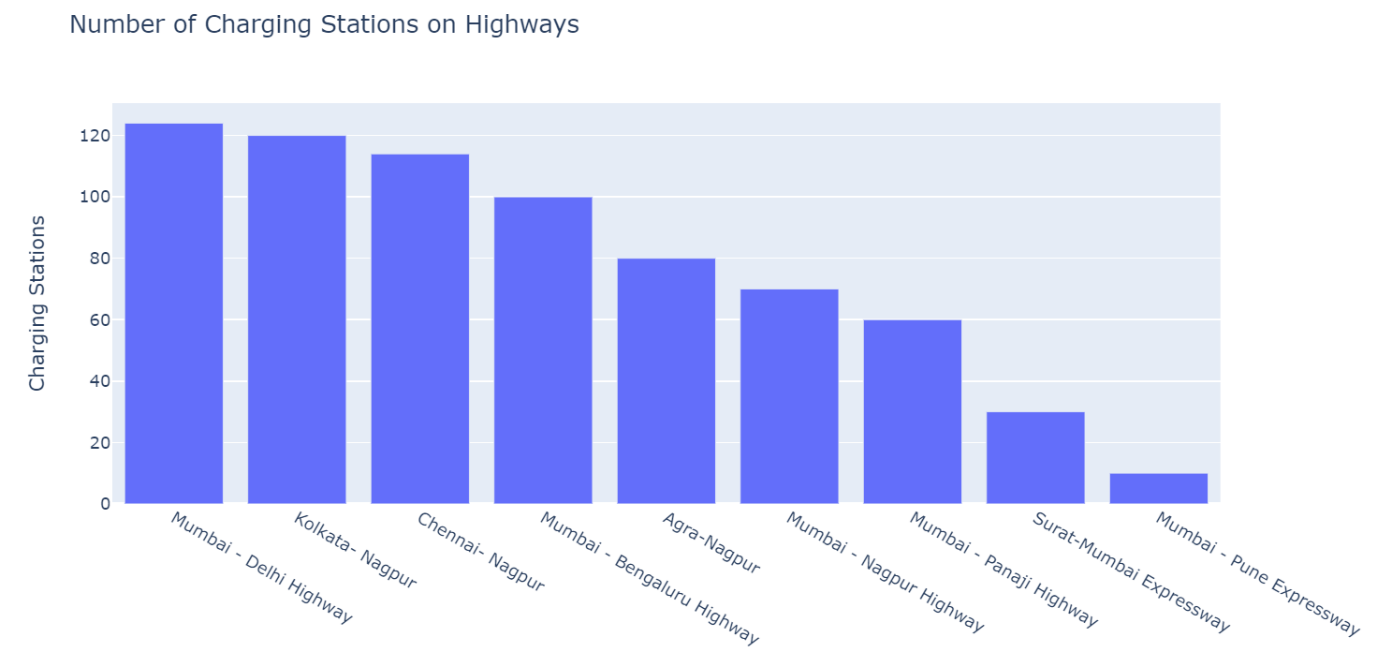 Number of Charging Stations on Highways
Charging Stations
120
100
80
60
40
20
0
Mumbai - Delhi Highway
Kolkata- Nagpur
Chennai- Nagpur
Mumbai - Bengaluru Highway
Agra-Nagpur
Mumbai - Nagpur Highway
Mumbai - Panaji Highway
Surat-Mumbai Expressway
Mumbai - Pune Expressway